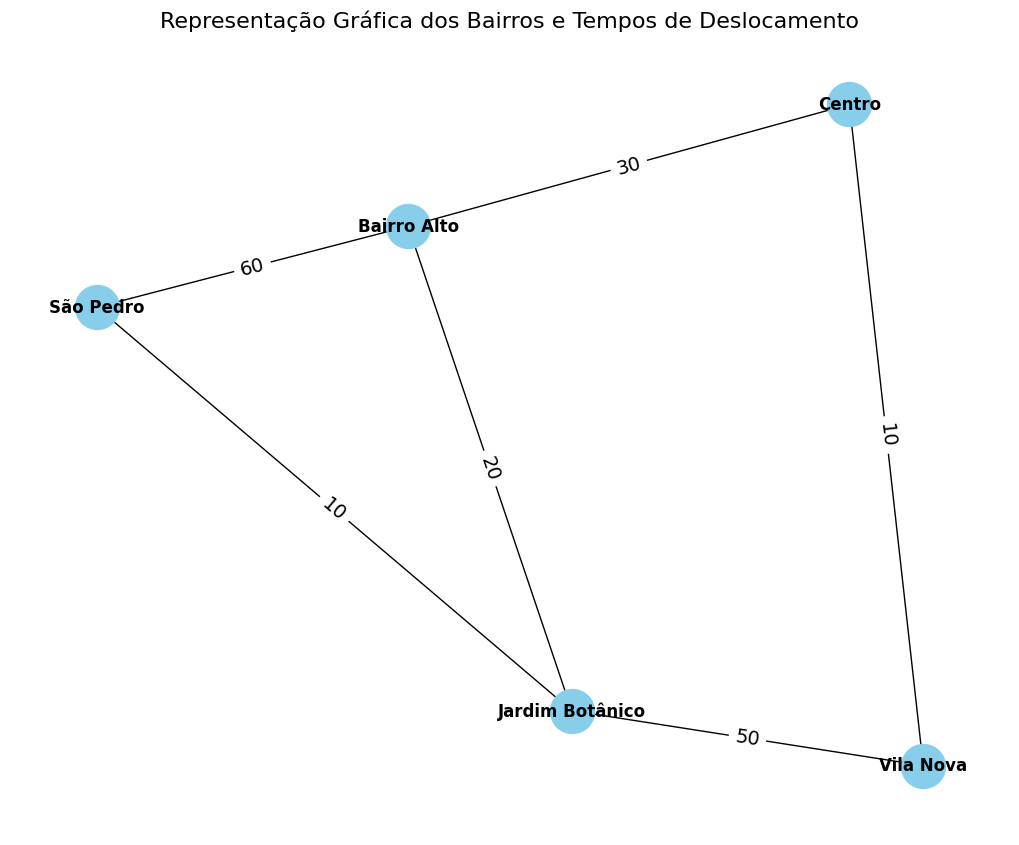 Representação Gráfica dos Bairros e Tempos de Deslocamento
Centro
30
Bairro Alto
60
São Pedro
10
20
10
Jardim Botânico
50
Vila Nova